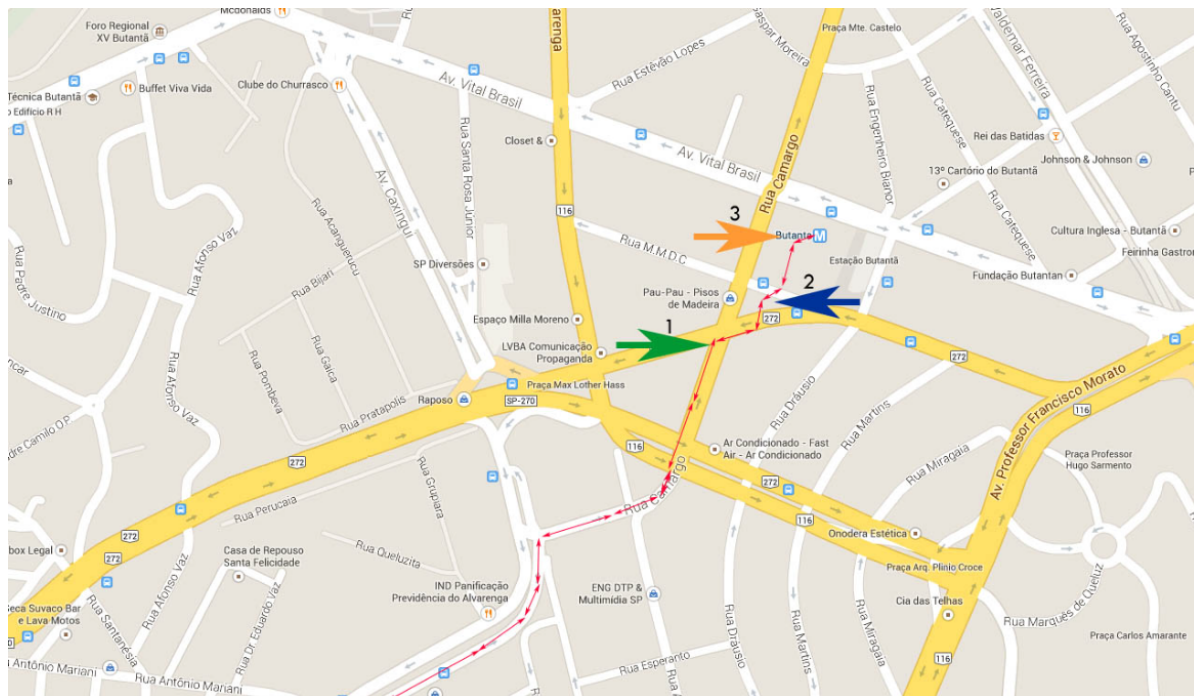 Mcdonalds
Foro Regional
XV Butantã
Técnica Butantã
o Edifício R H
Buffet Viva Vida
Clube do Churrasco
Av. Vital Brasil
arenga
Rua Estêvão Lopes
Gaspar Moreira
Praça Mte. Castelo
Valdemar Ferreira
Rua Agostinho Cantu
Rua Engenheiro Bianor
Rua Catequese
Rei das Batidas
Johnson & Johnson
13º Cartório do Butantã
Closet &
Rua Santa Rosa Júnior
Av. Caxingui
Av. Vital Brasil
Rua Camargo
Rua Catequese
Cultura Inglesa - Butantã
Feirinha Gastron
Fundação Butantan
116
3
Butantã
M
Estação Butantã
Rua M.M.D.C
Rua Afonso Vaz
Rua Padre Justino
Rua Acanguerucu
Rua Bijari
SP Diversões
Pau-Pau - Pisos
de Madeira
2
272
Espaço Milla Moreno
1
LVBA Comunicação
Propaganda
Praça Max Lother Hass
Rua Gaica
Rua Pombeva
Rua Pratapolis
Raposo
SP-270
272
Av. Professor Francisco Morato
116
Rua Dráusio
Rua Martins
Rua Miragaia
Praça Professor
Hugo Sarmento
Ar Condicionado - Fast
Air - Ar Condicionado
116
272
116
Rua Camargo
ricar
dre Camilo O.P
Rua Afonso Vaz
272
Rua Perucaia
Rua Grupiara
Rua Queluzita
272
box Legal
Casa de Repouso
Santa Felicidade
Onodera Estética
Praça Arq. Plinio Croce
Cia das Telhas
Rua Marquês de Queluz
Praça Carlos Amarante
IND Panificação
Previdência do Alvarenga
ENG DTP &
Multimídia SP
Seca Suvaco Bar
e Lava Motos
Rua Santanésia
Rua Afonso Vaz
Rua Dr. Eduardo Vaz
Rua Esperanto
Rua Dráusio
Rua Martins
Rua Miragaia
116
a Antônio Mariani
Rua Antônio Mariani